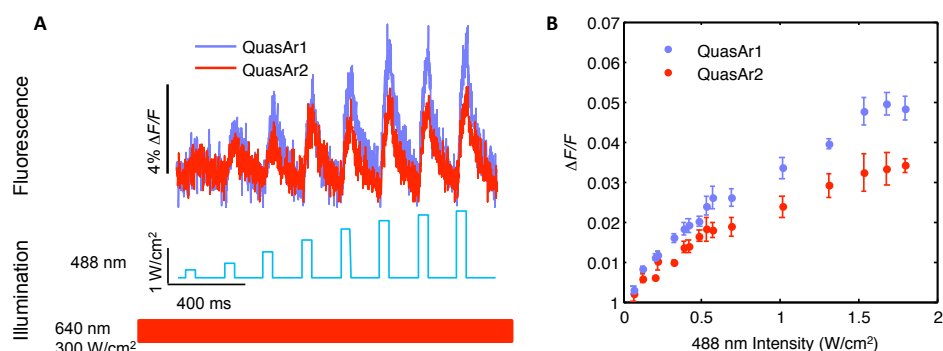 A
QuasAr1
QuasAr2
Fluorescence
4% ΔF/F
Illumination
488 nm
1 W/cm2
400 ms
640 nm
300 W/cm²
B
0.07
0.06
0.05
0.04
0.03
0.02
0.01
1
ΔF/F
QuasAr1
QuasAr2
0 0.5 1 1.5 2
488 nm Intensity (W/cm²)